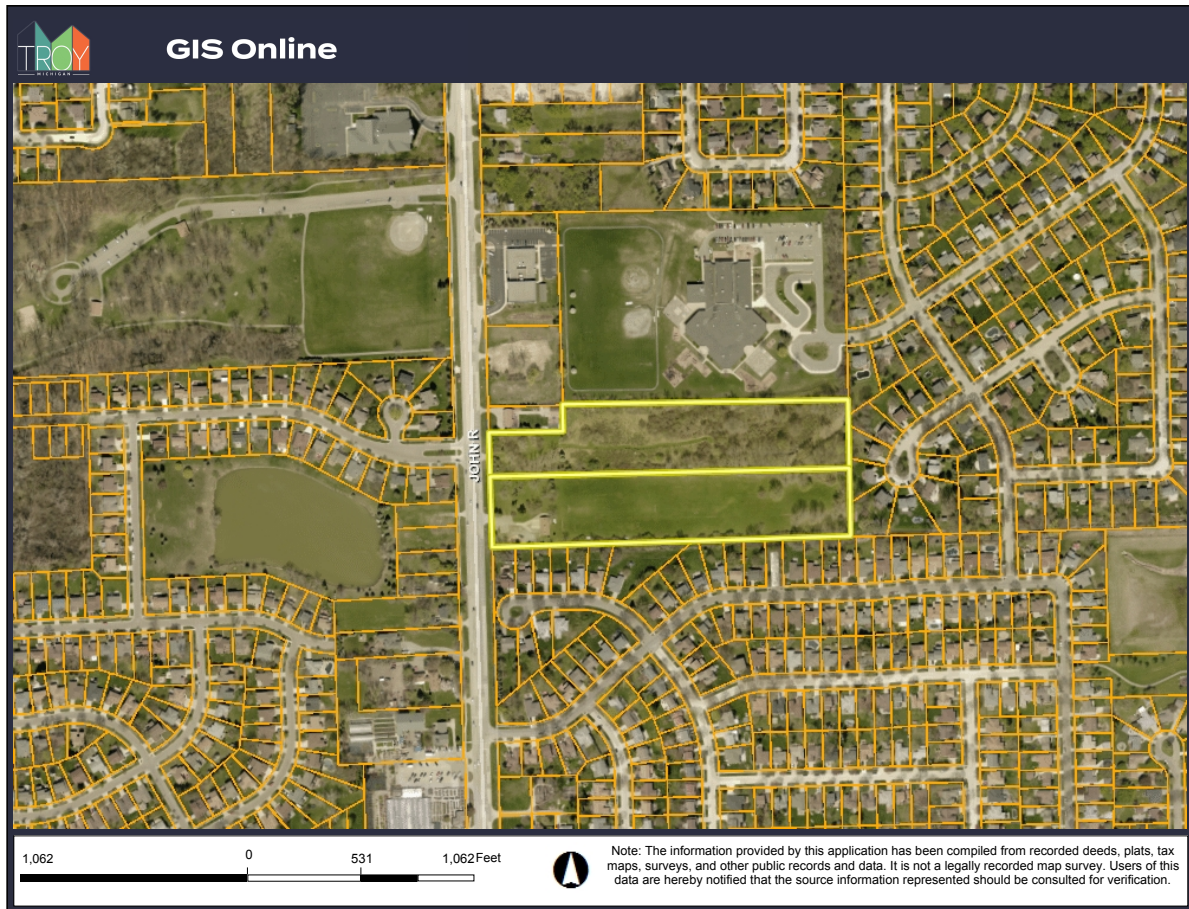 TROY
MICHIGAN
GIS Online
JOHN R
1,062 0 531 1,062 Feet
Note: The information provided by this application has been compiled from recorded deeds, plats, tax
maps, surveys, and other public records and data. It is not a legally recorded map survey. Users of this
data are hereby notified that the source information represented should be consulted for verification.